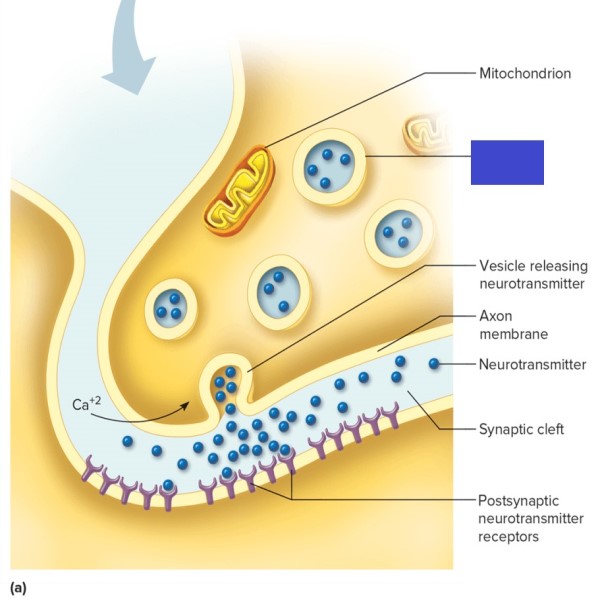 Mitochondrion
Vesicle releasing
neurotransmitter
Axon
membrane
Neurotransmitter
Ca+2
Synaptic cleft
Postsynaptic
neurotransmitter
receptors
(a)